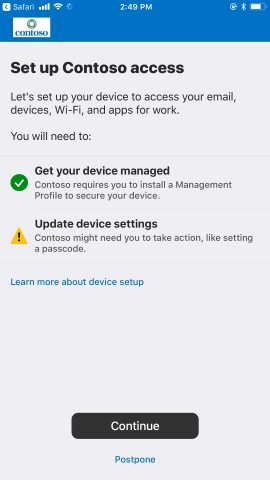 Safari
2:49 PM
contoso
Set up Contoso access
Let's set up your device to access your email,
devices, Wi-Fi, and apps for work.
You will need to:
Get your device managed
Contoso requires you to install a Management
Profile to secure your device.
Update device settings
Contoso might need you to take action, like setting
a passcode.
Learn more about device setup
Continue
Postpone